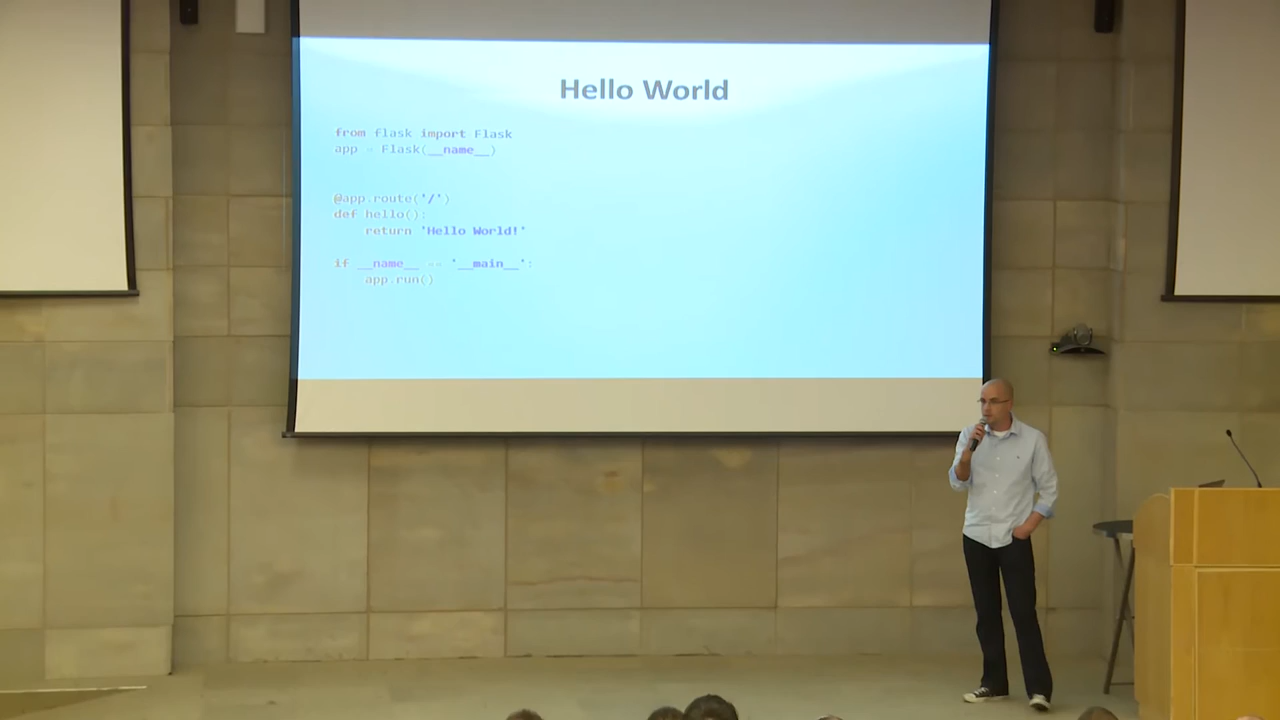 Hello World
from flask import Flask
app = Flask(__name__)
@app.route('/')
def hello():
    return 'Hello World!'
if __name__ == '__main__':
    app.run()